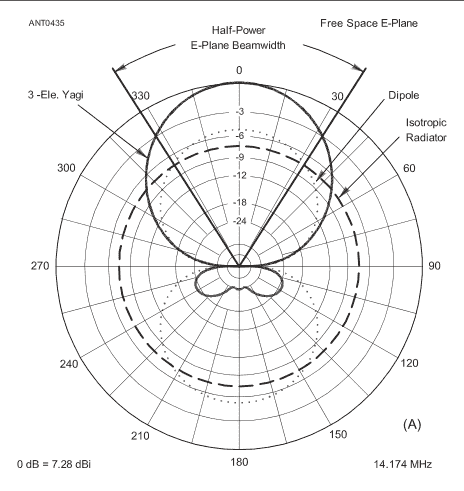 ANT0435
Free Space E-Plane
Half-Power
E-Plane Beamwidth
0
3 -Ele. Yagi
330
30
Dipole
Isotropic
Radiator
-3
-6
-9
-12
-18
-24
300
60
270
90
240
120
210
150
180
(A)
0 dB = 7.28 dBi
14.174 MHz